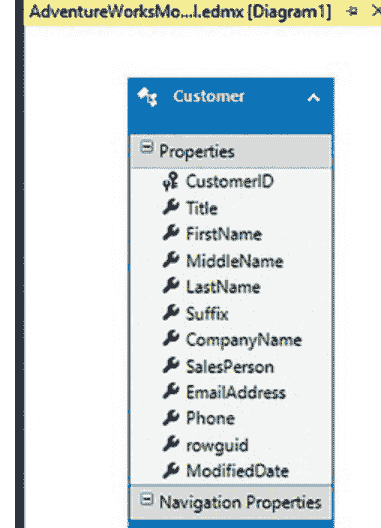 AdventureWorksMo...l.edmx [Diagram1]
Customer
Properties
CustomerID
Title
FirstName
MiddleName
LastName
Suffix
CompanyName
SalesPerson
EmailAddress
Phone
rowguid
ModifiedDate
Navigation Properties